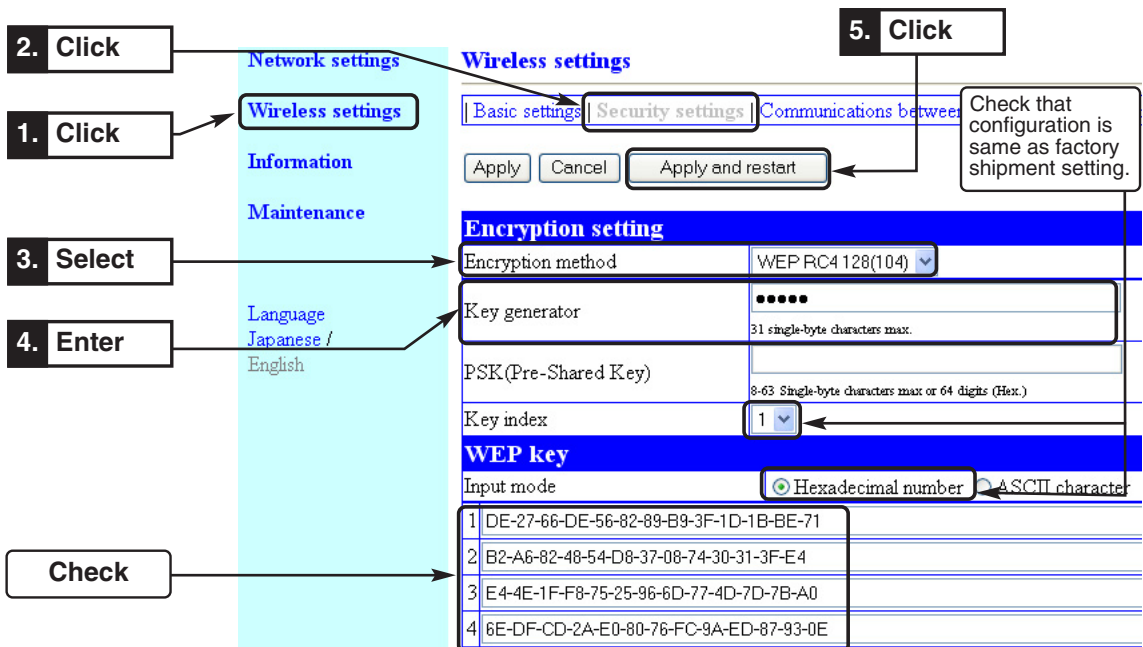 2. Click
1. Click
3. Select
4. Enter
Check
5. Click
Check that
configuration is
same as factory
shipment setting.
Network settings
Wireless settings
Information
Maintenance
Language
Japanese /
English
Wireless settings
| Basic settings | Security settings | Communications between
Apply Cancel Apply and restart
Encryption setting
Encryption method WEP RC4 128(104)
Key generator •••••
31 single-byte characters max.
PSK(Pre-Shared Key)
8-63 Single-byte characters max or 64 digits (Hex.)
Key index 1
WEP key
Input mode Hexadecimal number ASCII character
1 DE-27-66-DE-56-82-89-B9-3F-1D-1B-BE-71
2 B2-A6-82-48-54-D8-37-08-74-30-31-3F-E4
3 E4-4E-1F-F8-75-25-96-6D-77-4D-7D-7B-A0
4 6E-DF-CD-2A-E0-80-76-FC-9A-ED-87-93-0E